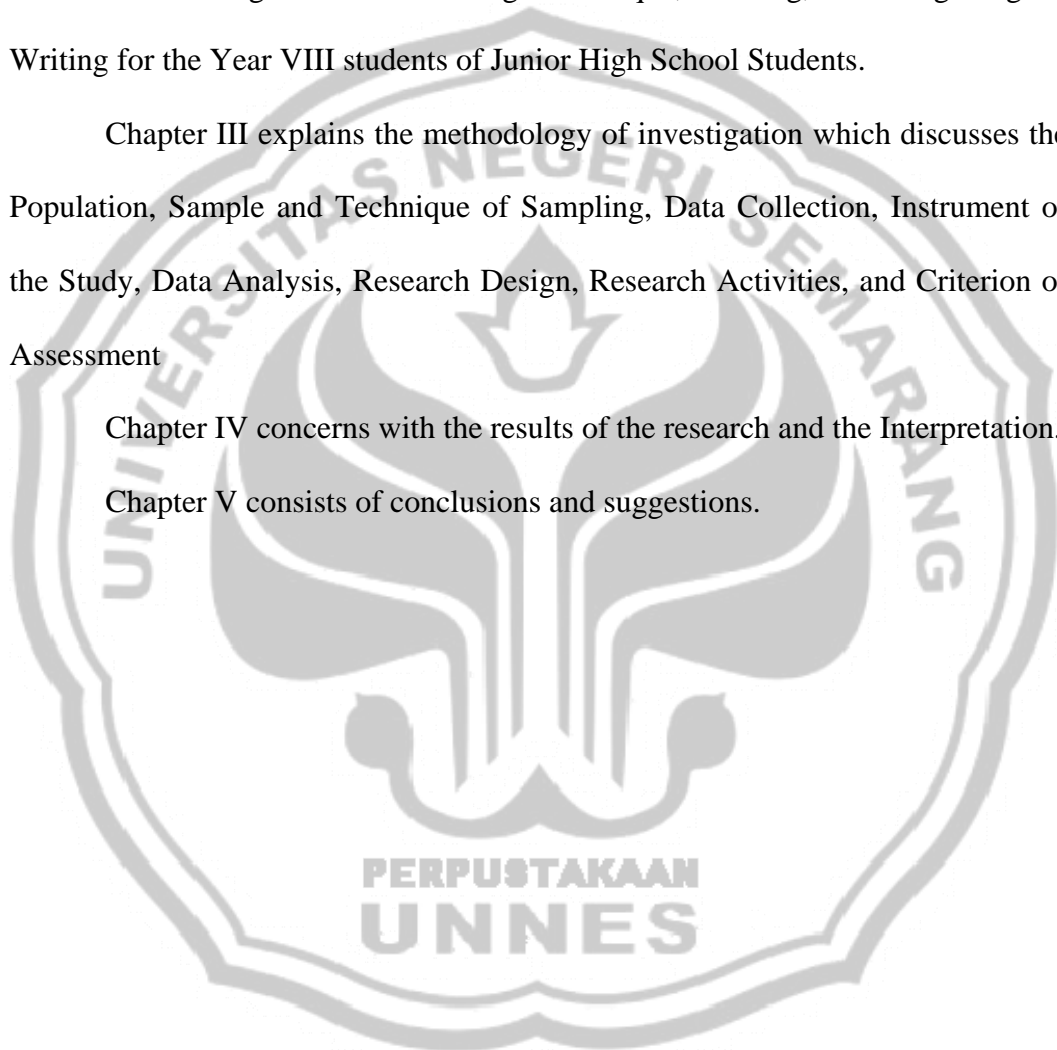 Writing for the Year VIII students of Junior High School Students.
Chapter III explains the methodology of investigation which discusses the
Population, Sample and Technique of Sampling, Data Collection, Instrument o
the Study, Data Analysis, Research Design, Research Activities, and Criterion o
Assessment
Chapter IV concerns with the results of the research and the Interpretation.
Chapter V consists of conclusions and suggestions.
UNIVERSITAS NEGERI SEMARANG
PERPUSTAKAAN
UNNES